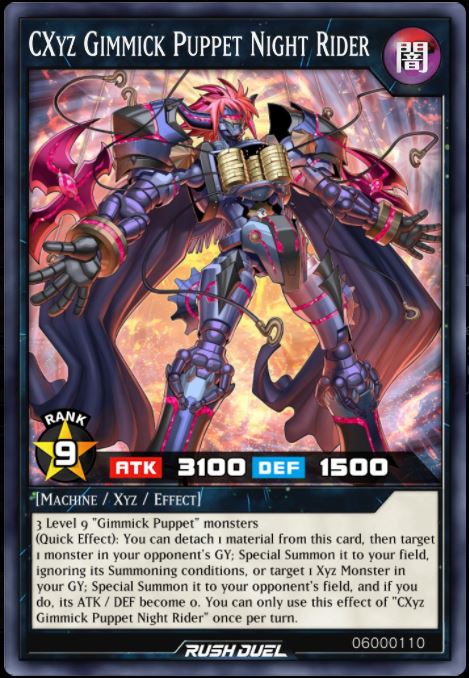 CXyz Gimmick Puppet Night Rider
闇
RANK
9
ATK 3100 DEF 1500
[Machine / Xyz / Effect]
3 Level 9 "Gimmick Puppet" monsters
(Quick Effect): You can detach 1 material from this card, then target
1 monster in your opponent's GY; Special Summon it to your field,
ignoring its Summoning conditions, or target 1 Xyz Monster in
your GY; Special Summon it to your opponent's field, and if you
do, its ATK / DEF become 0. You can only use this effect of "CXyz
Gimmick Puppet Night Rider" once per turn.
06000110
RUSH DUEL